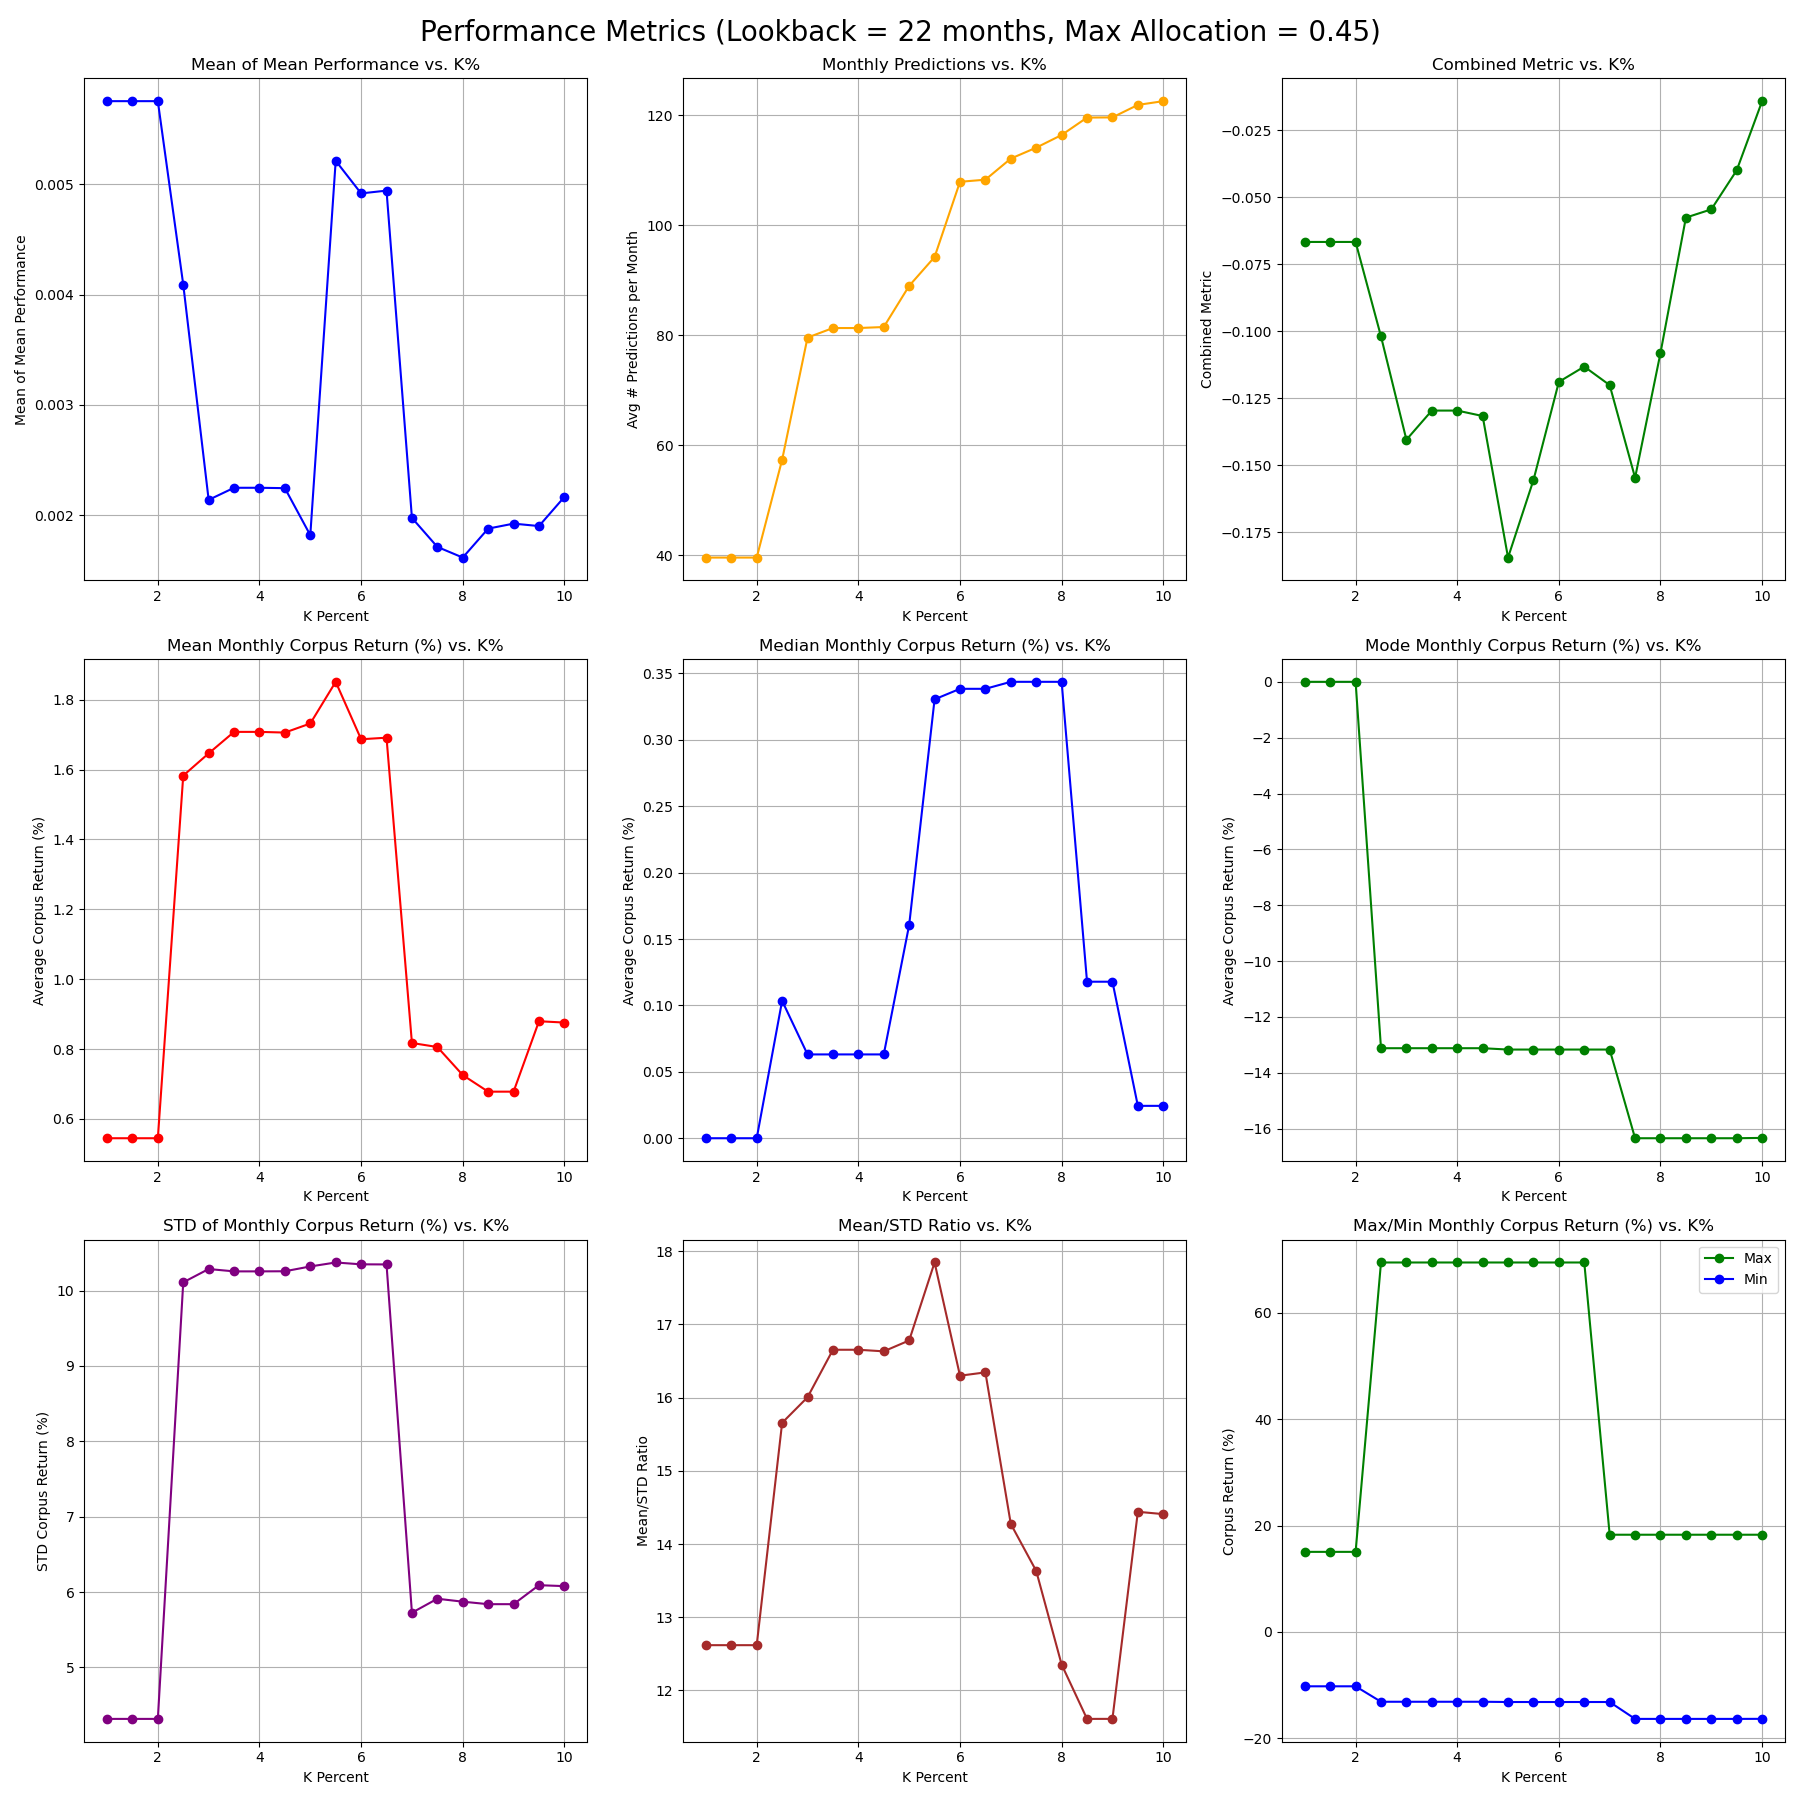 Performance Metrics (Lookback = 22 months, Max Allocation = 0.45)
Mean of Mean Performance vs. K%
Mean of Mean Performance
0.005
0.004
0.003
0.002
2 4 6 8 10
K Percent
Monthly Predictions vs. K%
Avg # Predictions per Month
120
100
80
60
40
2 4 6 8 10
K Percent
Combined Metric vs. K%
Combined Metric
−0.025
−0.050
−0.075
−0.100
−0.125
−0.150
−0.175
2 4 6 8 10
K Percent
Mean Monthly Corpus Return (%) vs. K%
Average Corpus Return (%)
1.8
1.6
1.4
1.2
1.0
0.8
0.6
2 4 6 8 10
K Percent
Median Monthly Corpus Return (%) vs. K%
Average Corpus Return (%)
0.35
0.30
0.25
0.20
0.15
0.10
0.05
0.00
2 4 6 8 10
K Percent
Mode Monthly Corpus Return (%) vs. K%
Average Corpus Return (%)
0
−2
−4
−6
−8
−10
−12
−14
−16
2 4 6 8 10
K Percent
STD of Monthly Corpus Return (%) vs. K%
STD Corpus Return (%)
10
9
8
7
6
5
2 4 6 8 10
K Percent
Mean/STD Ratio vs. K%
Mean/STD Ratio
18
17
16
15
14
13
12
2 4 6 8 10
K Percent
Max/Min Monthly Corpus Return (%) vs. K%
Corpus Return (%)
Max
Min
60
40
20
0
−20
2 4 6 8 10
K Percent